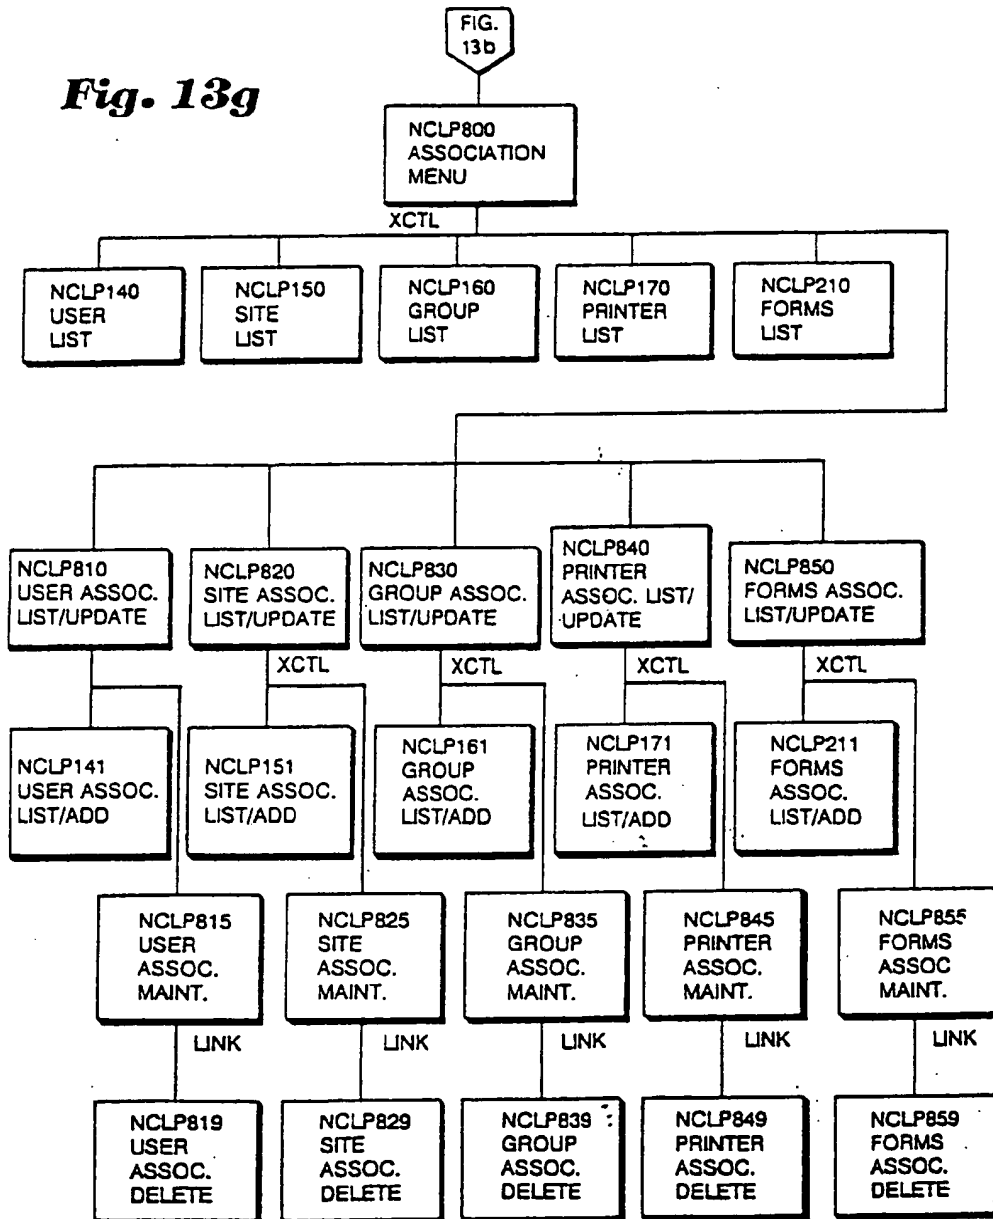 FIG.
13b
Fig. 13g
NCLP800
ASSOCIATION
MENU
XCTL
NCLP140
USER
LIST
NCLP150
SITE
LIST
NCLP160
GROUP
LIST
NCLP170
PRINTER
LIST
NCLP210
FORMS
LIST
NCLP810
USER ASSOC.
LIST/UPDATE
NCLP820
SITE ASSOC.
LIST/UPDATE
NCLP830
GROUP ASSOC.
LIST/UPDATE
NCLP840
PRINTER
ASSOC. LIST/
UPDATE
NCLP850
FORMS ASSOC.
LIST/UPDATE
XCTL
XCTL
XCTL
XCTL
NCLP141
USER ASSOC.
LIST/ADD
NCLP151
SITE ASSOC.
LIST/ADD
NCLP161
GROUP
ASSOC.
LIST/ADD
NCLP171
PRINTER
ASSOC.
LIST/ADD
NCLP211
FORMS
ASSOC.
LIST/ADD
NCLP815
USER
ASSOC.
MAINT.
NCLP825
SITE
ASSOC.
MAINT.
NCLP835
GROUP
ASSOC.
MAINT.
NCLP845
PRINTER
ASSOC.
MAINT.
NCLP855
FORMS
ASSOC
MAINT.
LINK
LINK
LINK
LINK
LINK
NCLP819
USER
ASSOC.
DELETE
NCLP829
SITE
ASSOC.
DELETE
NCLP839
GROUP
ASSOC.
DELETE
NCLP849
PRINTER
ASSOC.
DELETE
NCLP859
FORMS
ASSOC.
DELETE